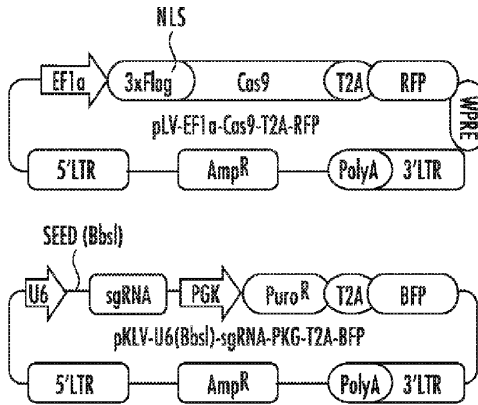 NLS
EF1a 3xFlag Cas9 T2A RFP
WPRE
pLV-EF1a-Cas9-T2A-RFP
5'LTR AmpR PolyA 3'LTR
SEED (BbsI)
U6 sgRNA PGK PuroR T2A BFP
pKLV-U6(BbsI)-sgRNA-PKG-T2A-BFP
5'LTR AmpR PolyA 3'LTR